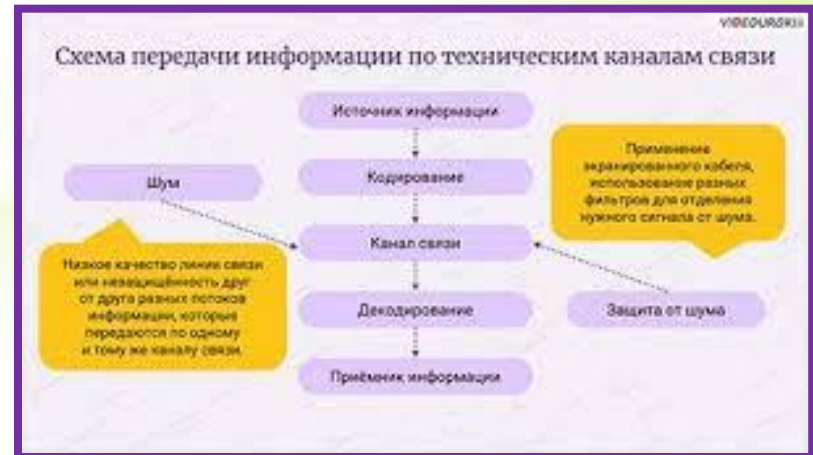 VIDEOUROKI
Схема передачи информации по техническим каналам связи
Источник информации
Кодирование
Шум
Применение
экранированного кабеля,
использование разных
фильтров для отделения
нужного сигнала от шума.
Канал связи
Низкое качество линии связи
или незащищённость друг
от друга разных потоков
информации, которые
передаются по одному
и тому же каналу связи.
Декодирование
Защита от шума
Приёмник информации